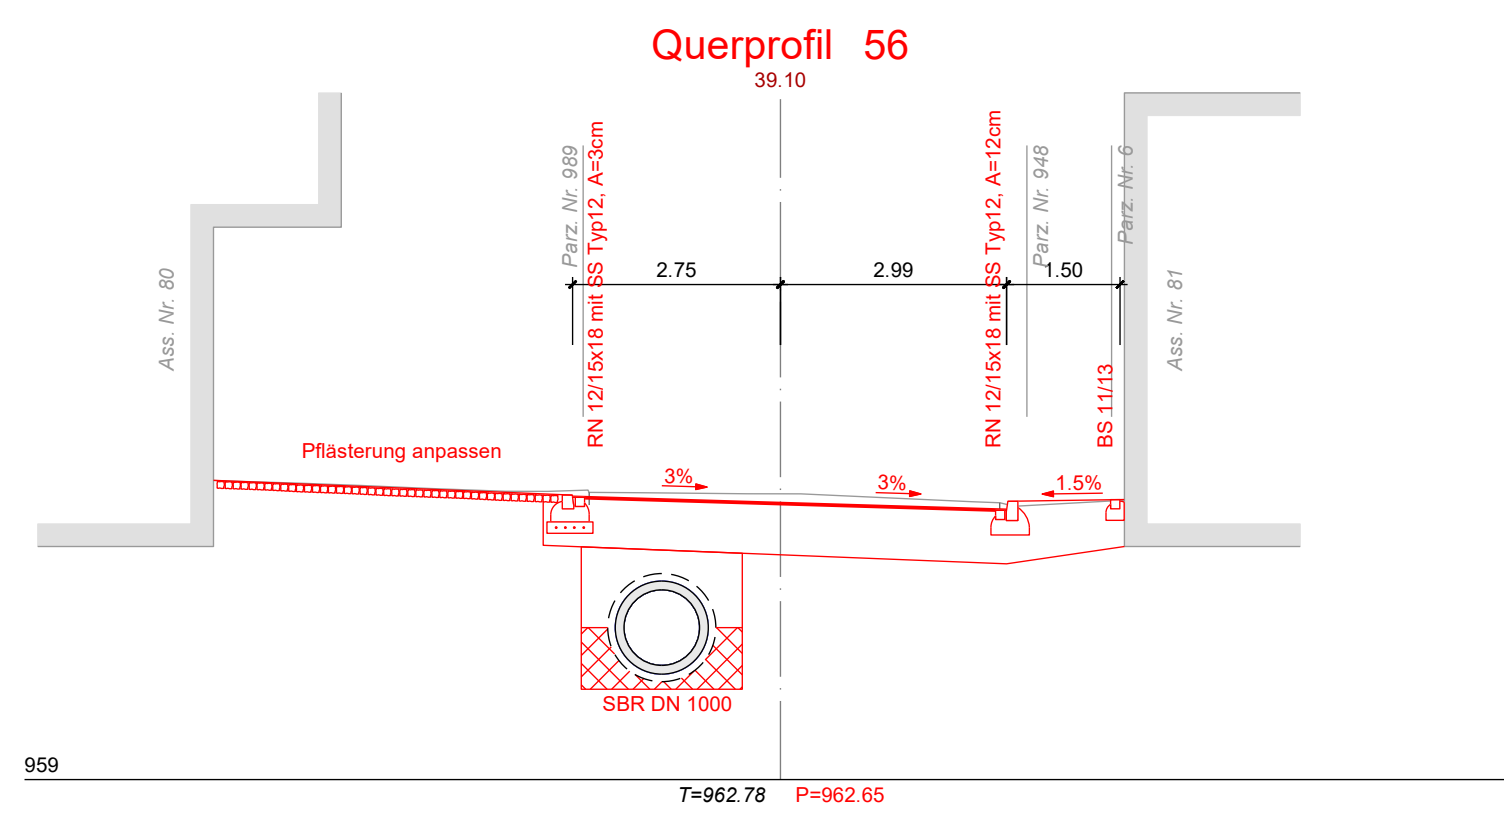 Querprofil 56
39.10
Parz. Nr. 989
RN 12/15x18 mit SS Typ12, A=3cm
RN 12/15x18 mit SS Typ12, A=12cm
Parz. Nr. 948
Parz. Nr. 6
2.75
2.99
1.50
Ass. Nr. 80
Ass. Nr. 81
BS 11/13
Pflästerung anpassen
3%
3%
1.5%
SBR DN 1000
959
T=962.78 P=962.65